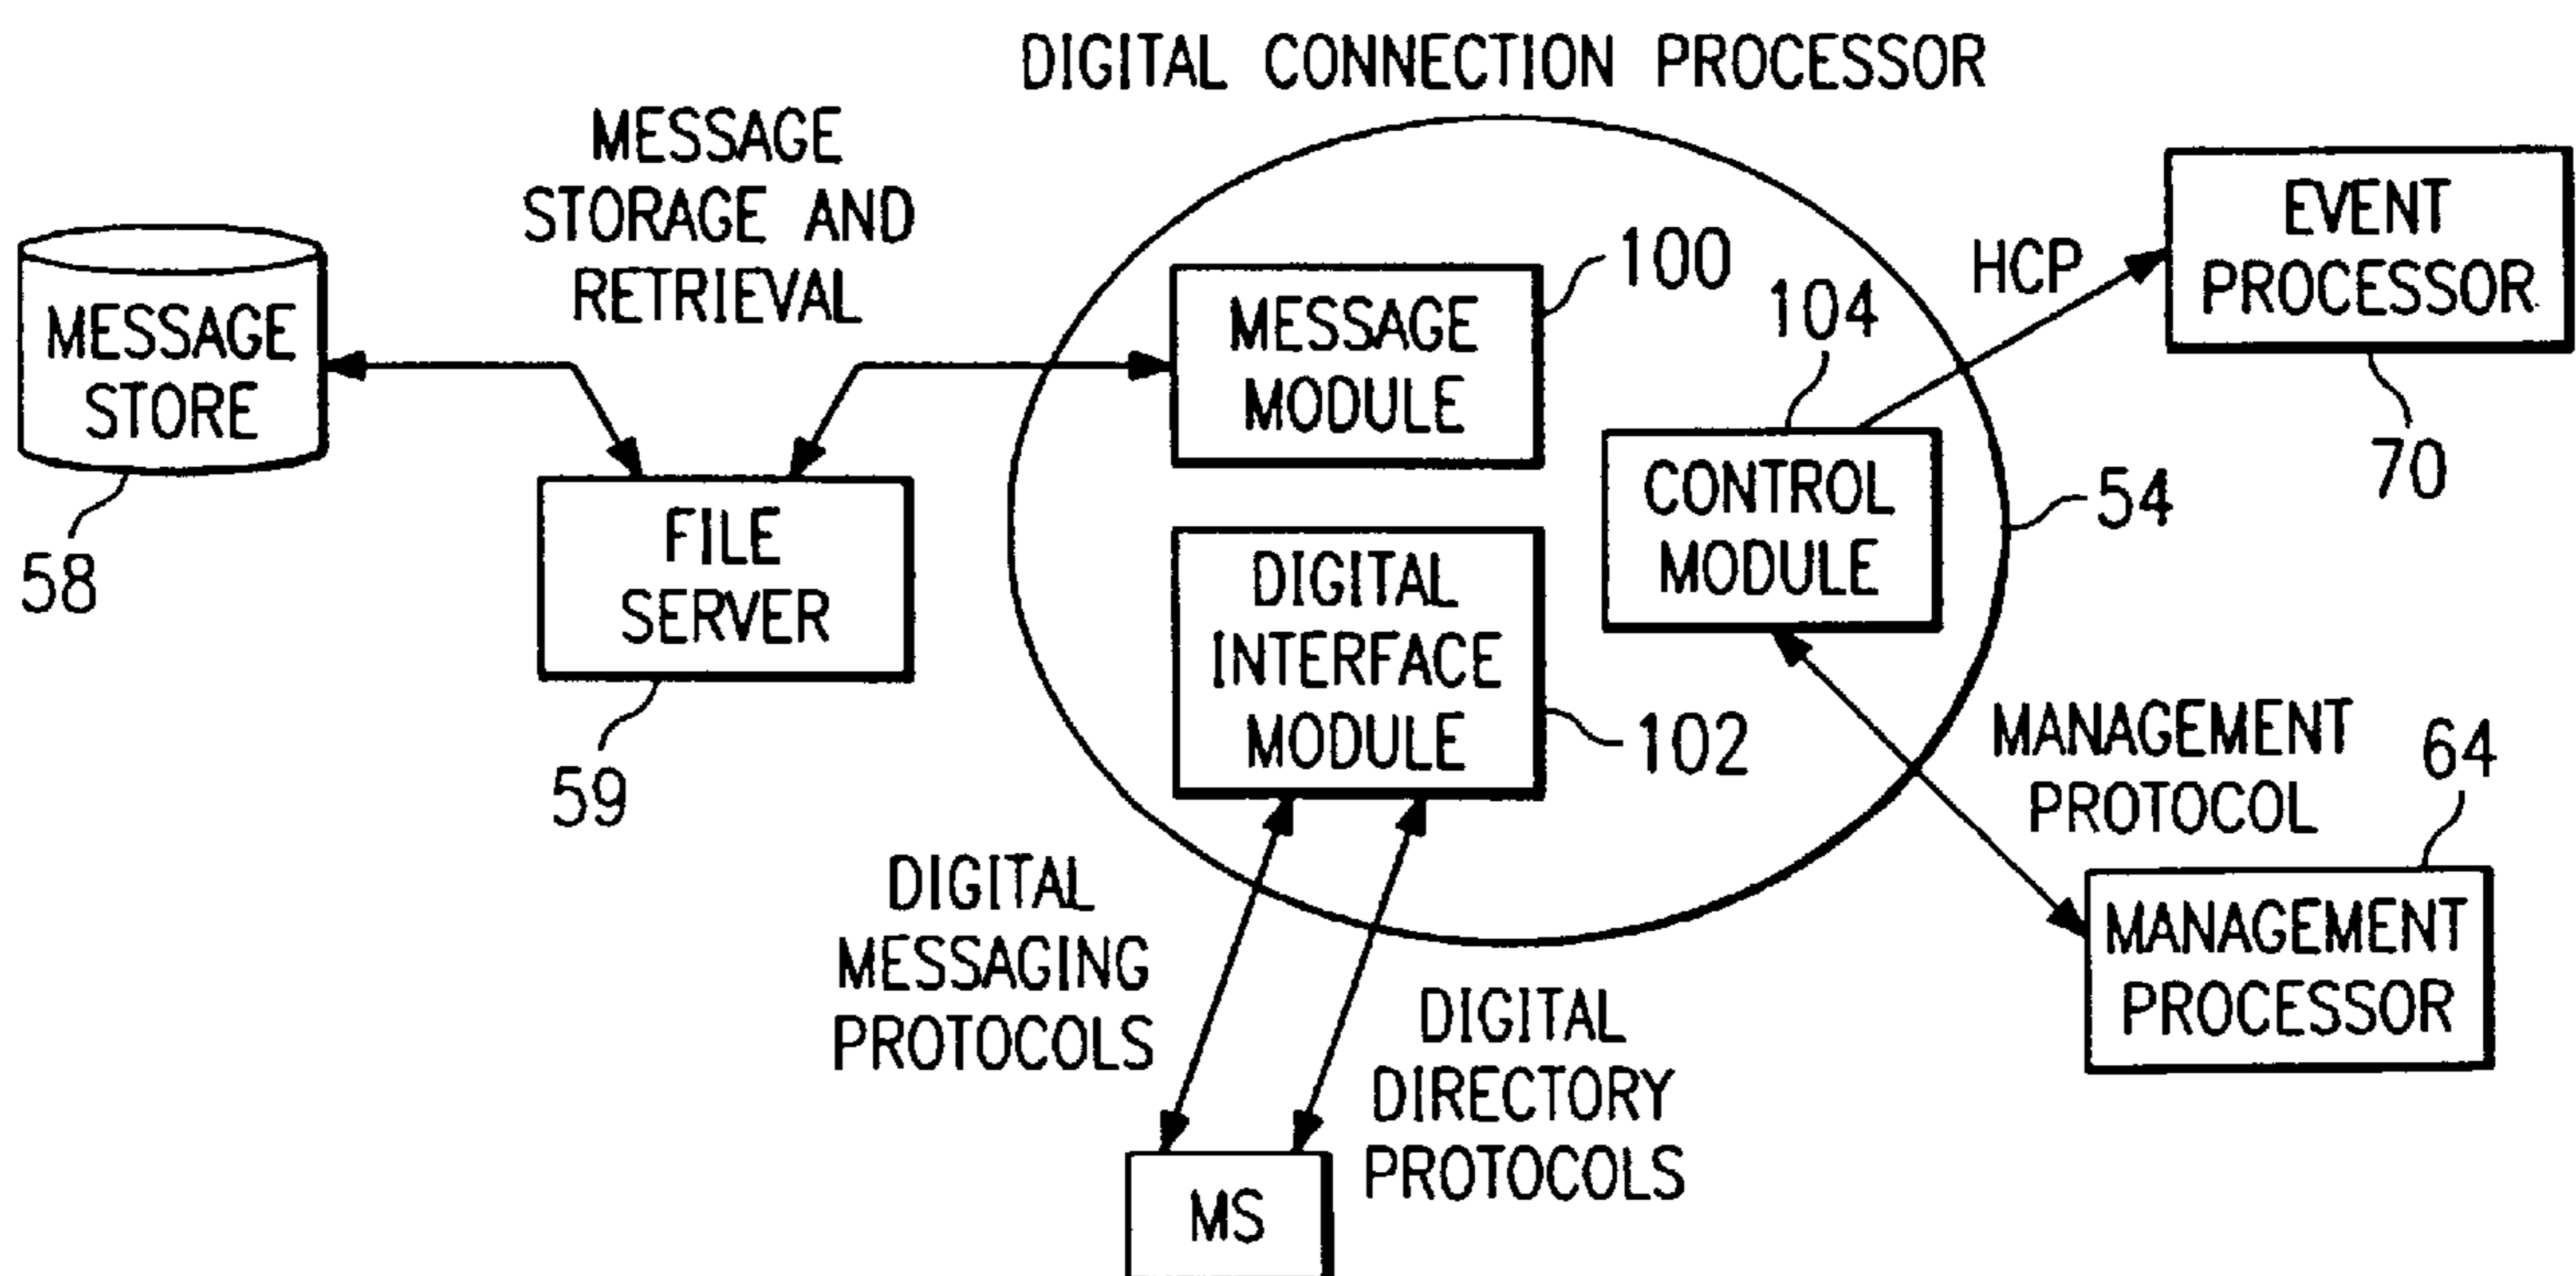 DIGITAL CONNECTION PROCESSOR
MESSAGE
STORAGE AND
RETRIEVAL
MESSAGE
STORE
58
FILE
SERVER
59
MESSAGE
MODULE
100
DIGITAL
INTERFACE
MODULE
102
104
CONTROL
MODULE
54
HCP
EVENT
PROCESSOR
70
MANAGEMENT
PROTOCOL
64
MANAGEMENT
PROCESSOR
DIGITAL
MESSAGING
PROTOCOLS
DIGITAL
DIRECTORY
PROTOCOLS
MS